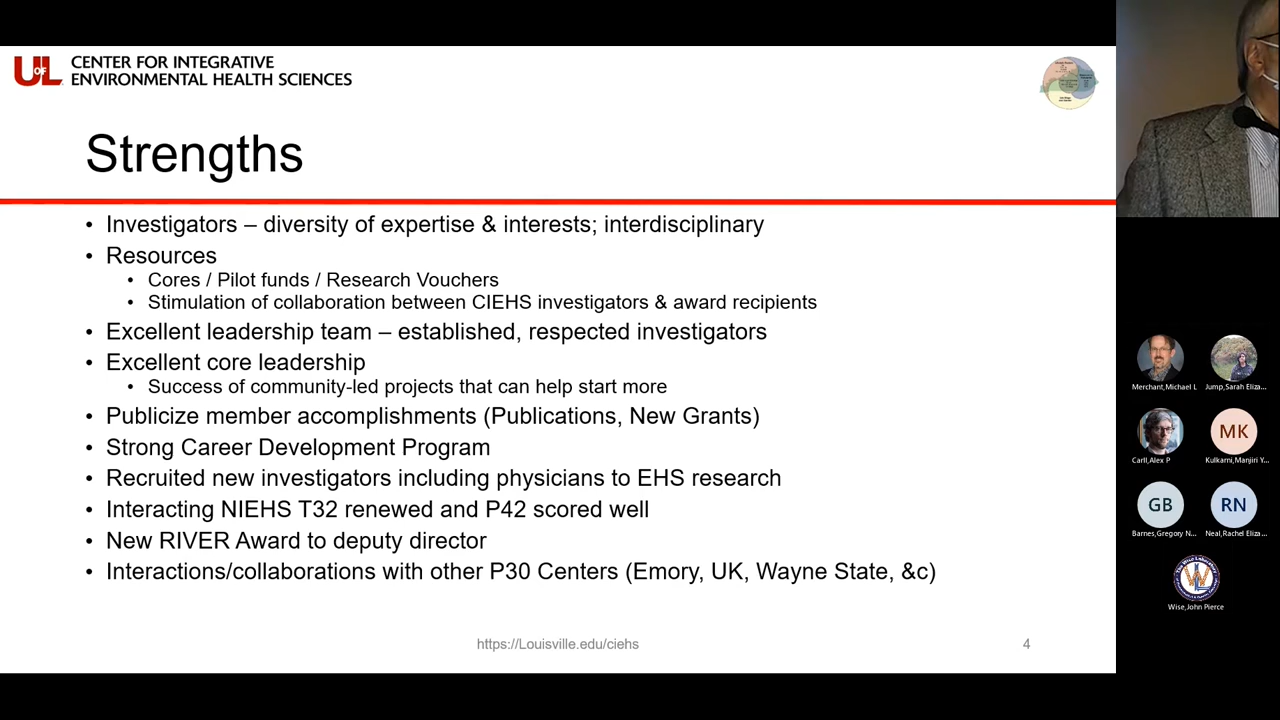 UofL CENTER FOR INTEGRATIVE
ENVIRONMENTAL HEALTH SCIENCES
Strengths
• Investigators – diversity of expertise & interests; interdisciplinary
• Resources
• Cores / Pilot funds / Research Vouchers
• Stimulation of collaboration between CIEHS investigators & award recipients
• Excellent leadership team – established, respected investigators
• Excellent core leadership
• Success of community-led projects that can help start more
• Publicize member accomplishments (Publications, New Grants)
• Strong Career Development Program
• Recruited new investigators including physicians to EHS research
• Interacting NIEHS T32 renewed and P42 scored well
• New RIVER Award to deputy director
• Interactions/collaborations with other P30 Centers (Emory, UK, Wayne State, &c)
https://Louisville.edu/ciehs
4
Merchant,Michael L
Jump,Sarah Eliza...
Carll,Alex P
MK
Kulkarni,Manjiri Y...
GB
Barnes,Gregory N...
RN
Neal,Rachel Eliza...
Wise,John Pierce